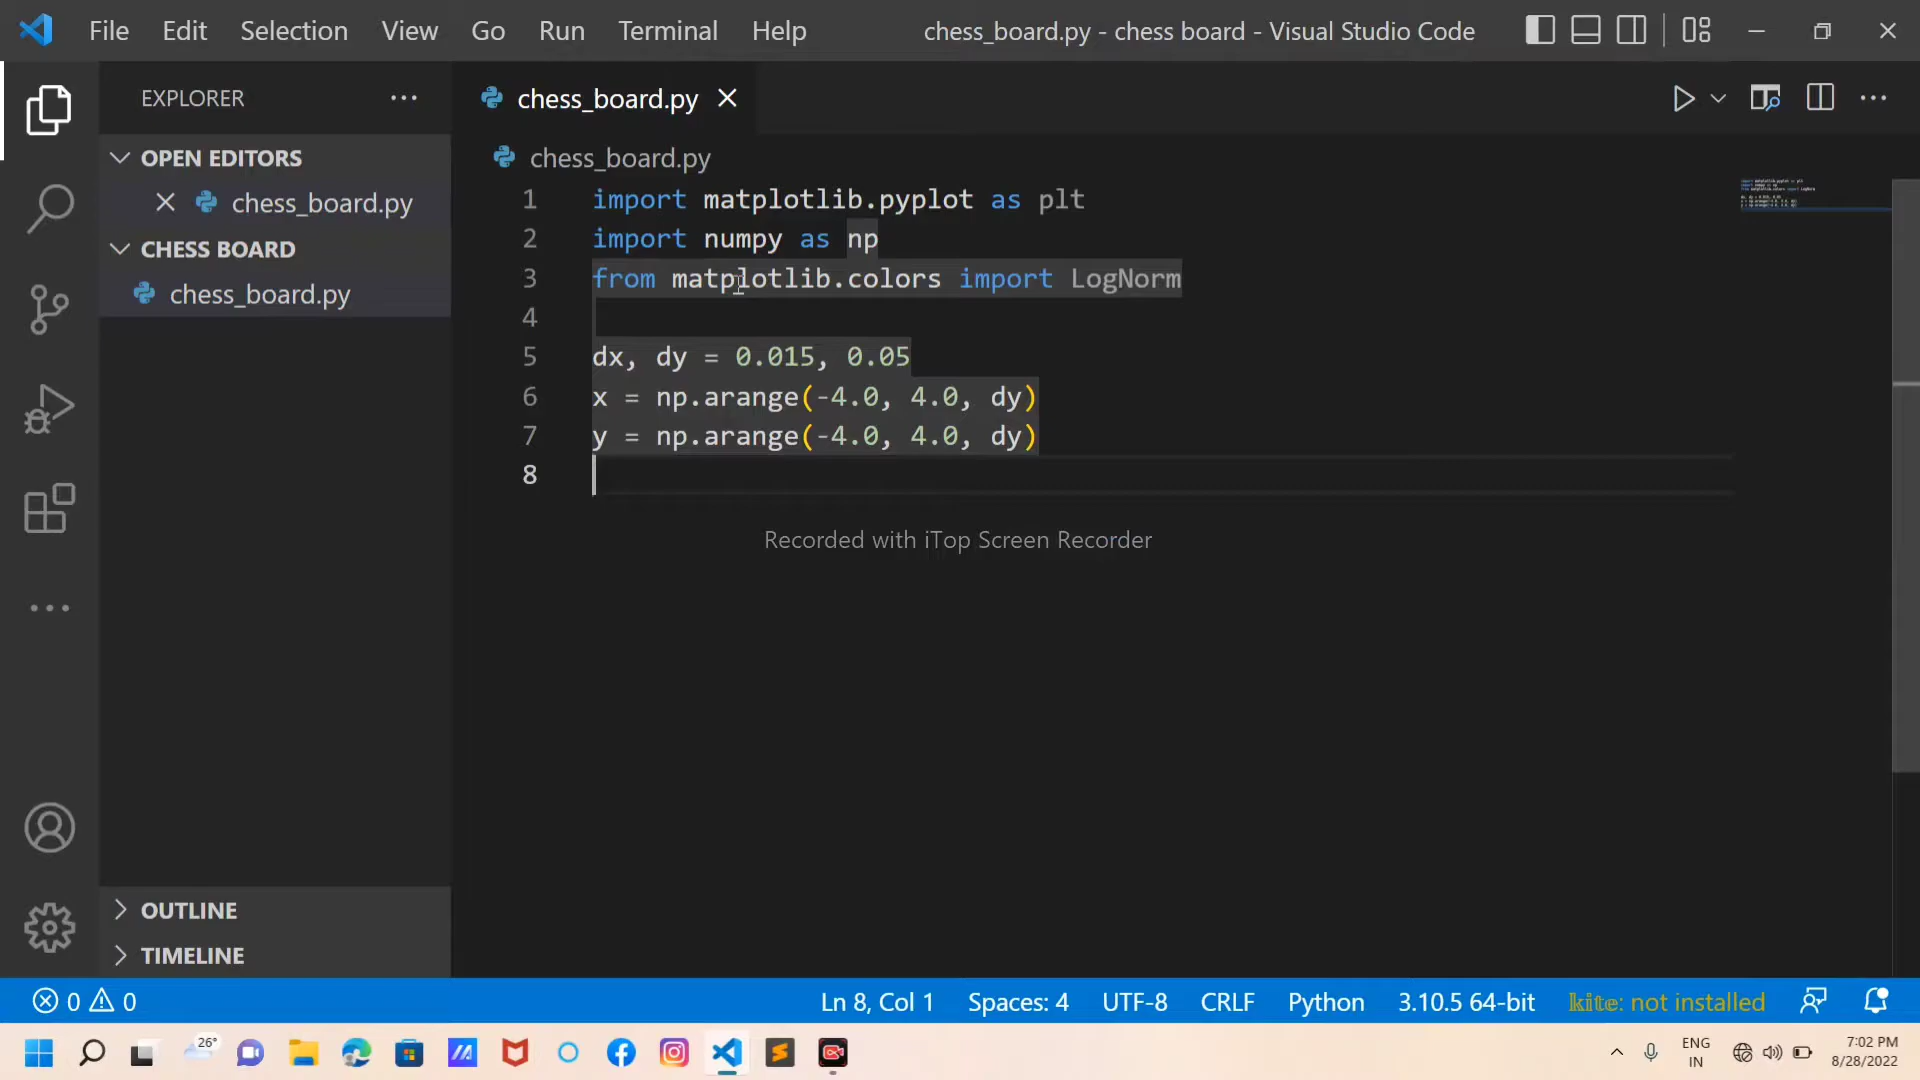 File Edit Selection View Go Run Terminal Help chess_board.py - chess board - Visual Studio Code
EXPLORER
chess_board.py
OPEN EDITORS
chess_board.py
chess_board.py
CHESS BOARD
chess_board.py
1 import matplotlib.pyplot as plt
2 import numpy as np
3 from matplotlib.colors import LogNorm
4
5 dx, dy = 0.015, 0.05
6 x = np.arange(-4.0, 4.0, dy)
7 y = np.arange(-4.0, 4.0, dy)
8
Recorded with iTop Screen Recorder
OUTLINE
TIMELINE
0 0 Ln 8, Col 1 Spaces: 4 UTF-8 CRLF Python 3.10.5 64-bit kite: not installed
26°
ENG
IN
7:02 PM
8/28/2022